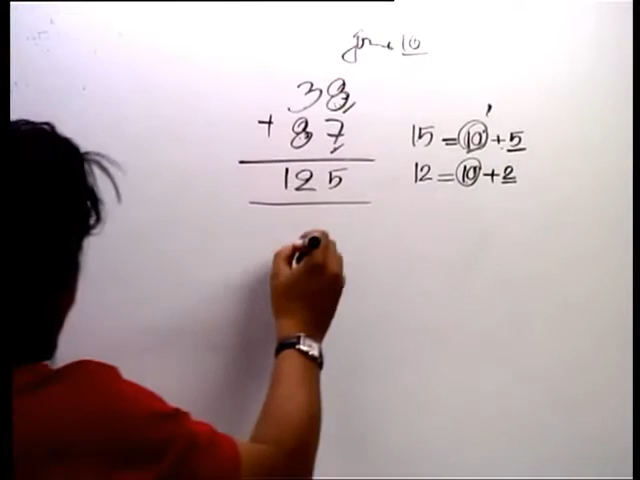 10
38
+ 87
125
15 = 10 + 5
12 = 10 + 2